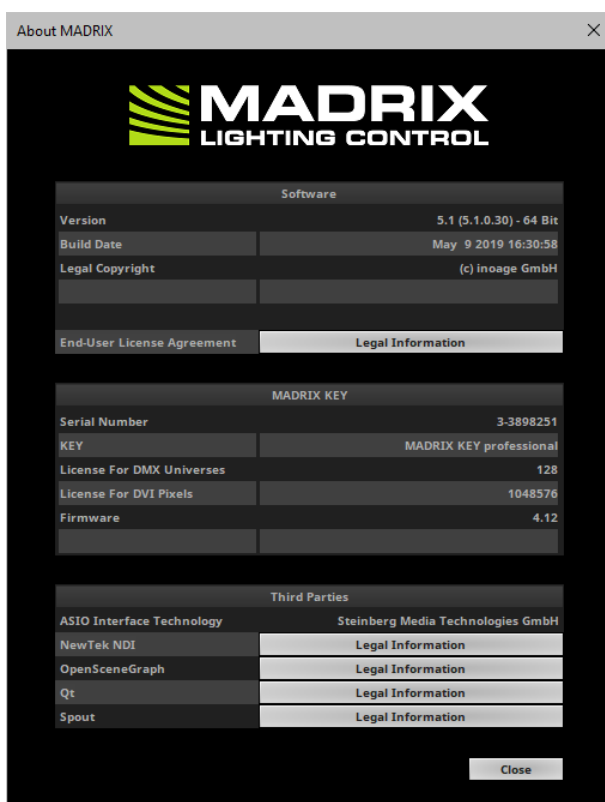 About MADRIX
MADRIX
LIGHTING CONTROL
Software
Version 5.1 (5.1.0.30) - 64 Bit
Build Date May  9 2019 16:30:58
Legal Copyright (c) inoage GmbH
End-User License Agreement Legal Information
MADRIX KEY
Serial Number 3-3898251
KEY MADRIX KEY professional
License For DMX Universes 128
License For DVI Pixels 1048576
Firmware 4.12
Third Parties
ASIO Interface Technology Steinberg Media Technologies GmbH
NewTek NDI Legal Information
OpenSceneGraph Legal Information
Qt Legal Information
Spout Legal Information
Close